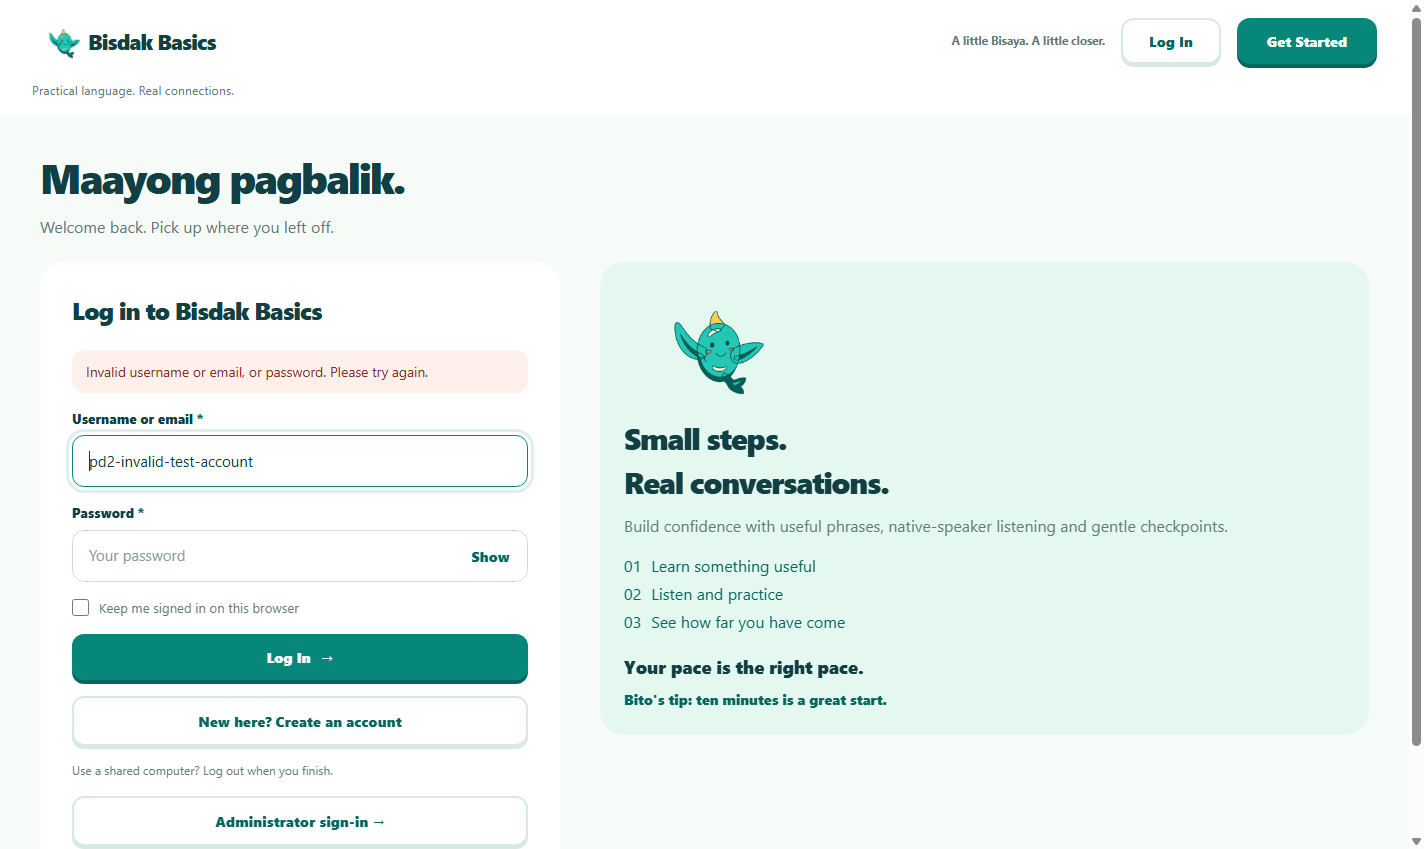 Bisdak Basics
A little Bisaya. A little closer.
Log In
Get Started
Practical language. Real connections.
Maayong pagbalik.
Welcome back. Pick up where you left off.
Log in to Bisdak Basics
Invalid username or email, or password. Please try again.
Username or email *
pd2-invalid-test-account
Password *
Your password
Show
Keep me signed in on this browser
Log In →
New here? Create an account
Use a shared computer? Log out when you finish.
Administrator sign-in →
Small steps.
Real conversations.
Build confidence with useful phrases, native-speaker listening and gentle checkpoints.
01 Learn something useful
02 Listen and practice
03 See how far you have come
Your pace is the right pace.
Bito's tip: ten minutes is a great start.